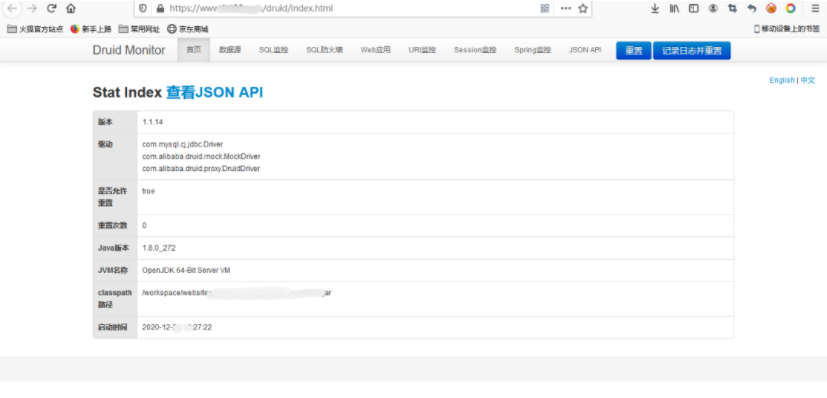 https://www. /druid/index.html
火狐官方站点 新手上路 常用网址 京东商城 移动设备上的书签
Druid Monitor 首页 数据源 SQL监控 SQL防火墙 Web应用 URI监控 Session监控 Spring监控 JSON API 重置 记录日志并重置
English | 中文
Stat Index 查看JSON API
版本 1.1.14
驱动 com.mysql.cj.jdbc.Driver
com.alibaba.druid.mock.MockDriver
com.alibaba.druid.proxy.DruidDriver
是否允许重置 true
重置次数 0
Java版本 1.8.0_272
JVM名称 OpenJDK 64-Bit Server VM
classpath路径 /workspace/website
启动时间 2020-12- :27:22